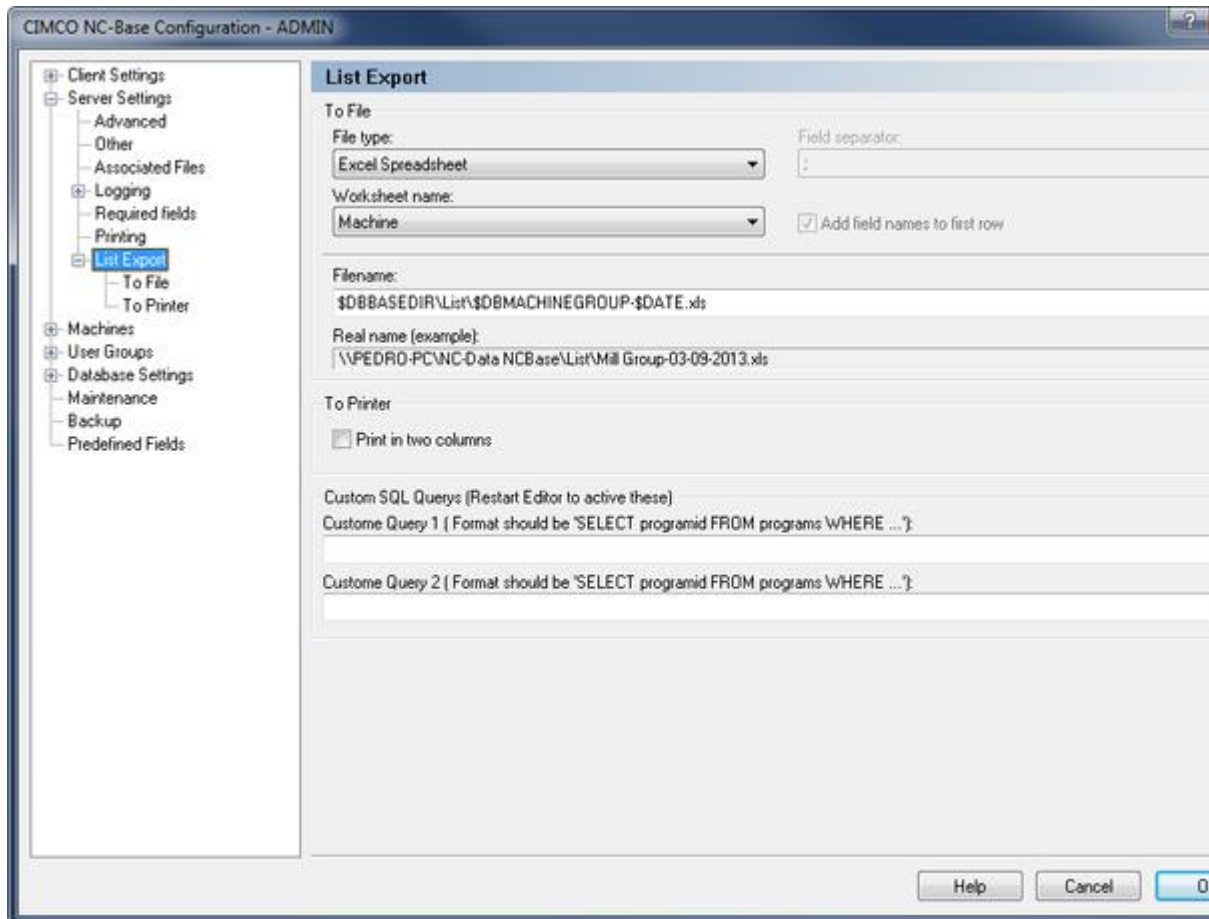 CIMCO NC-Base Configuration - ADMIN
?
Client Settings
Server Settings
Advanced
Other
Associated Files
Logging
Required fields
Printing
List Export
To File
To Printer
Machines
User Groups
Database Settings
Maintenance
Backup
Predefined Fields
List Export
To File
File type:
Field separator:
Excel Spreadsheet
;
Worksheet name:
Machine
Add field names to first row
Filename:
$DBBASEDIR\List\$DBMACHINEGROUP-$DATE.xls
Real name (example):
\\PEDRO-PC\NC-Data NCBase\List\Mill Group-03-09-2013.xls
To Printer
Print in two columns
Custom SQL Querys (Restart Editor to active these)
Custome Query 1 ( Format should be 'SELECT programid FROM programs WHERE ...'):
Custome Query 2 ( Format should be 'SELECT programid FROM programs WHERE ...'):
Help
Cancel
O